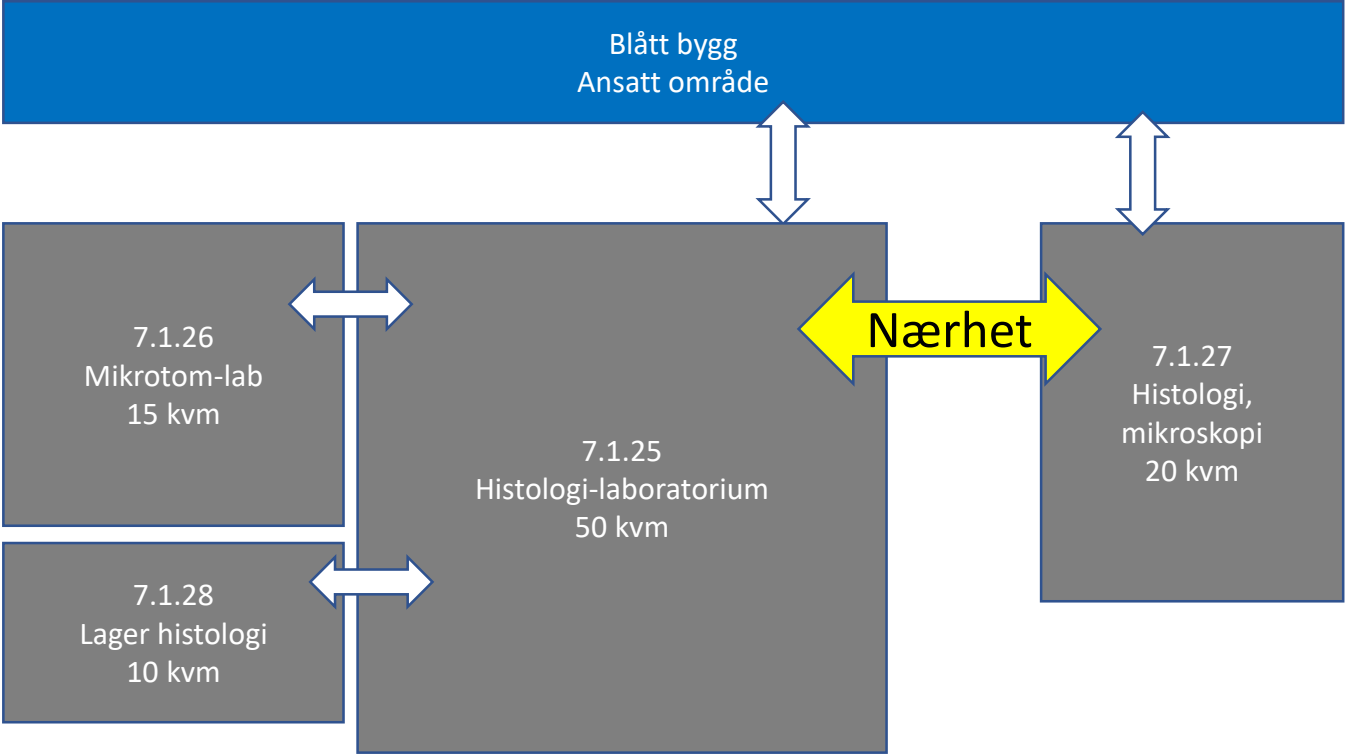 Blått bygg
Ansatt område
7.1.26
Mikrotom-lab
15 kvm
7.1.28
Lager histologi
10 kvm
7.1.25
Histologi-laboratorium
50 kvm
Nærhet
7.1.27
Histologi,
mikroskopi
20 kvm